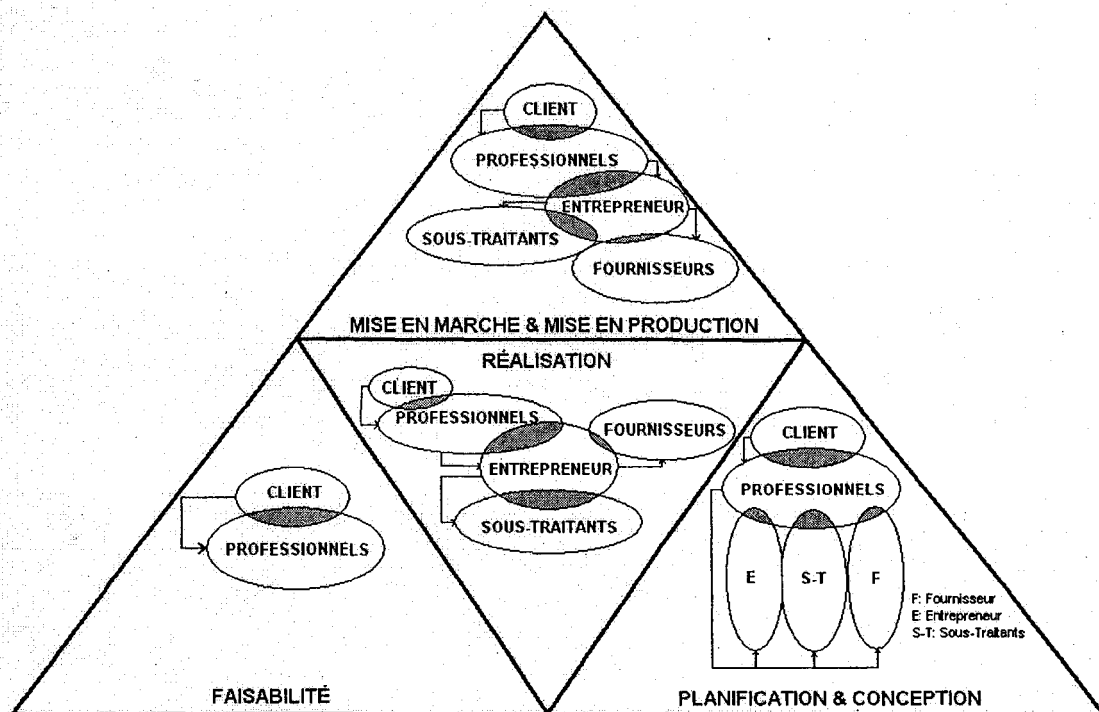 CLIENT
PROFESSIONNELS
ENTREPRENEUR
SOUS-TRAITANTS
FOURNISSEURS
MISE EN MARCHE & MISE EN PRODUCTION
RÉALISATION
CLIENT
PROFESSIONNELS
FOURNISSEURS
ENTREPRENEUR
SOUS-TRAITANTS
CLIENT
PROFESSIONNELS
FAISABILITÉ
CLIENT
PROFESSIONNELS
E S-T F
F: Fournisseur
E: Entrepreneur
S-T: Sous-Traitants
PLANIFICATION & CONCEPTION